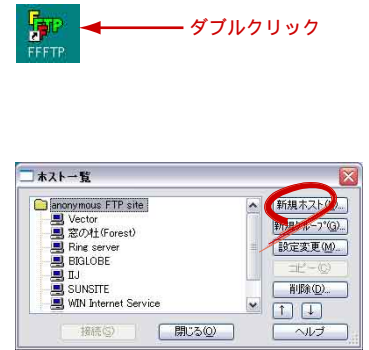 FFFTP
ダブルクリック
ホスト一覧
anonymous FTP site
Vector
窓の杜(Forest)
Ring server
BIGLOBE
IIJ
SUNSITE
WIN Internet Service
新規ホスト
新規グループ(G)...
設定変更(M)...
コピー(C)
削除(D)...
↑ ↓
接続(S)
閉じる(O)
ヘルプ